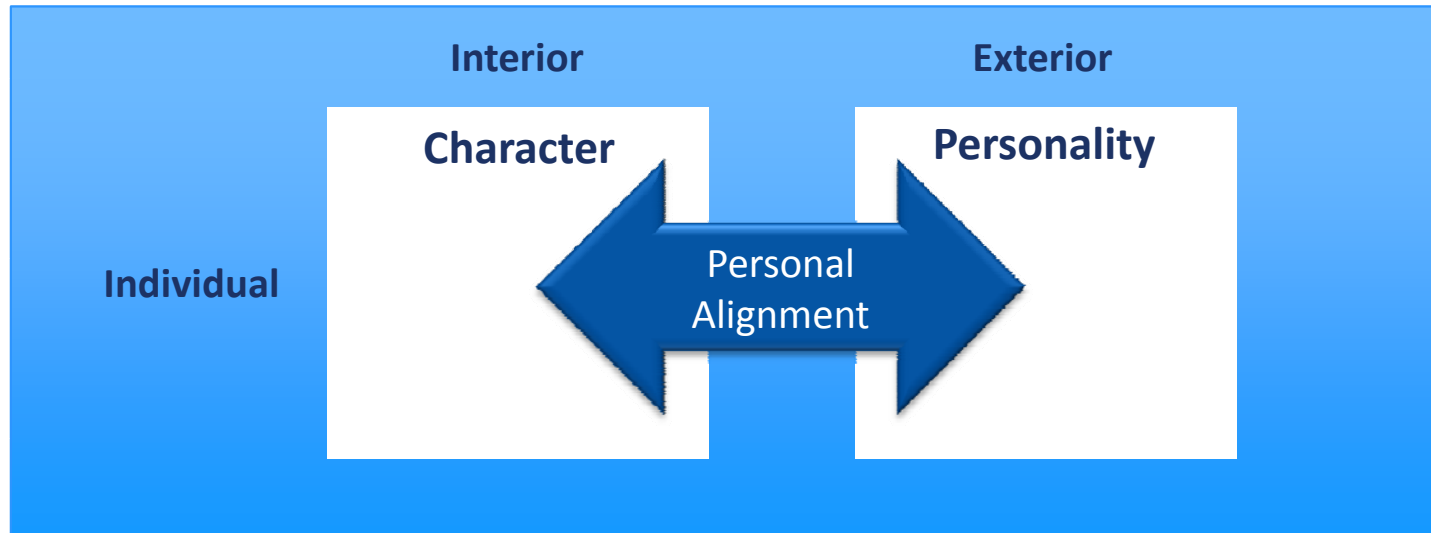 Interior
Exterior
Character
Personality
Individual
Personal
Alignment